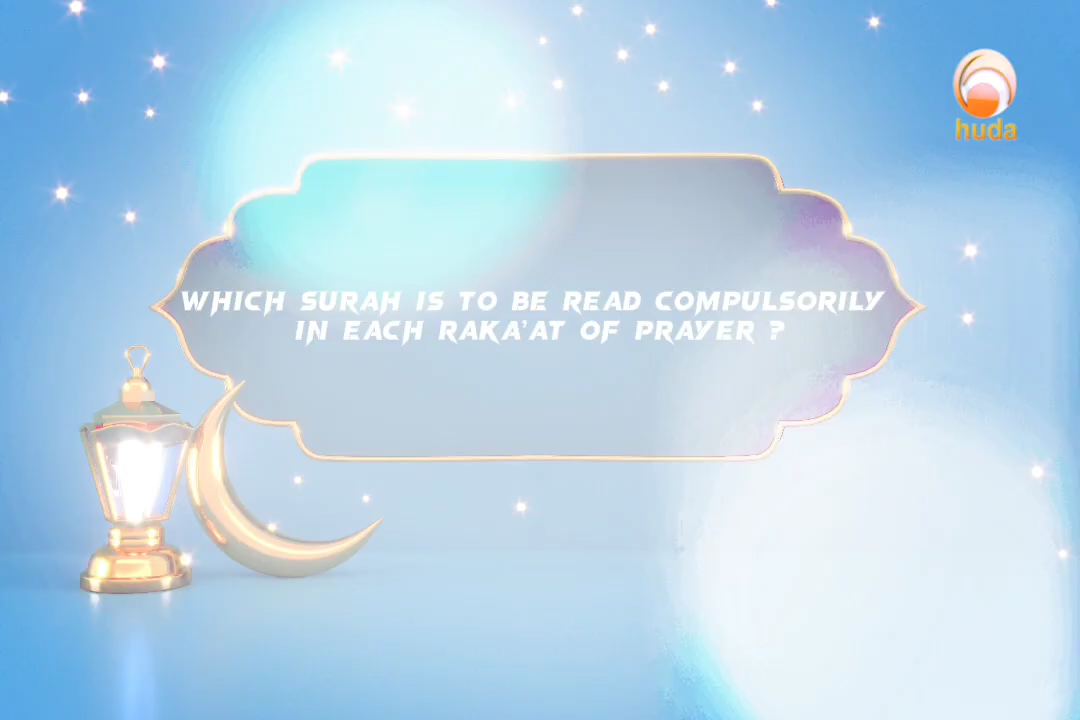 huda
WHICH SURAH IS TO BE READ COMPULSORILY
IN EACH RAKA'AT OF PRAYER ?